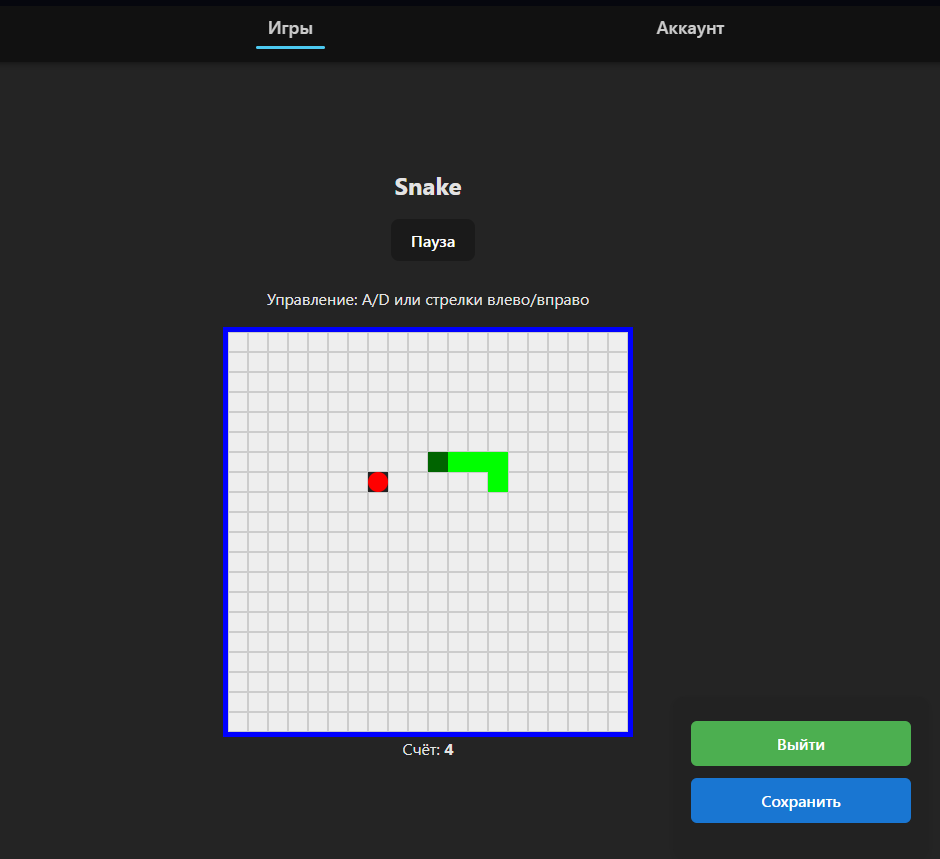 Игры
Аккаунт
Snake
Пауза
Управление: A/D или стрелки влево/вправо
Счёт: 4
Выйти
Сохранить